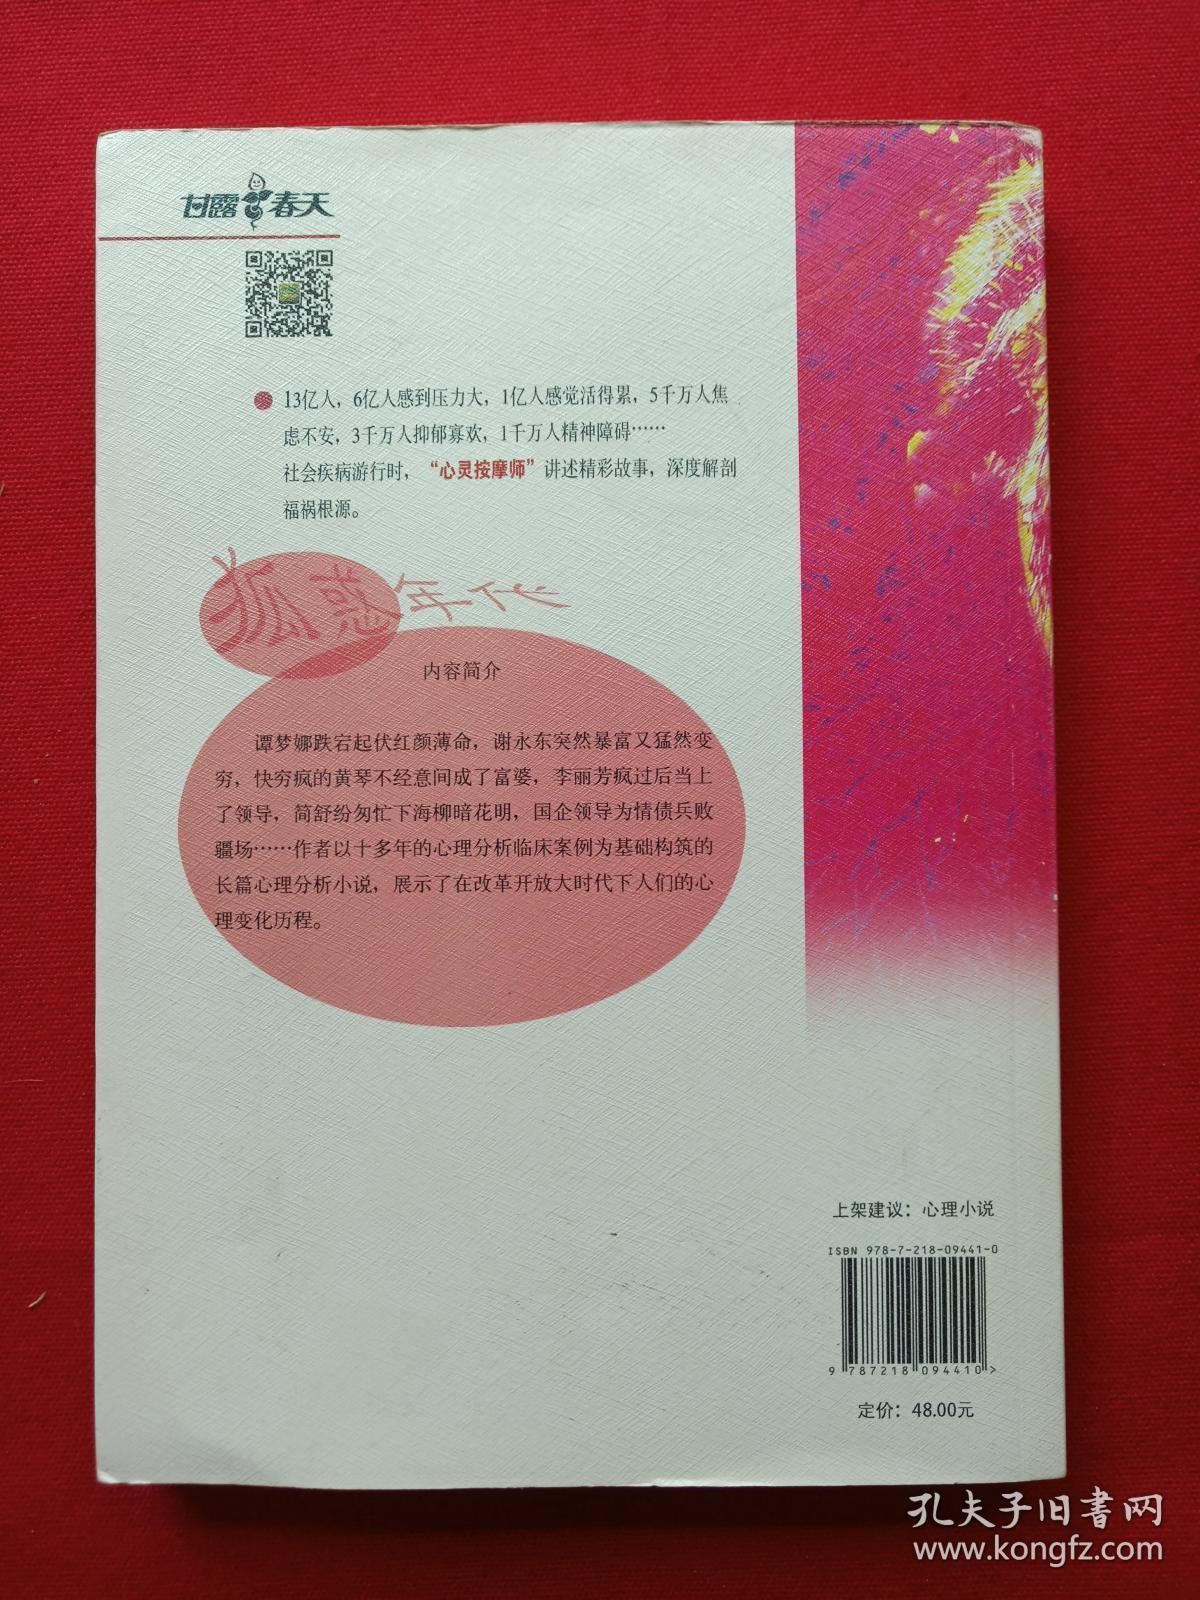 甘露春天
13亿人，6亿人感到压力大，1亿人感觉活得累，5千万人焦
虑不安，3千万人抑郁寡欢，1千万人精神障碍……
社会疾病游行时，“心灵按摩师”讲述精彩故事，深度解剖
福祸根源。
狐惑年代
内容简介
谭梦娜跌宕起伏红颜薄命，谢永东突然暴富又猛然变
穷，快穷疯的黄琴不经意间成了富婆，李丽芳疯过后当上
了领导，简舒纷匆忙下海柳暗花明，国企领导为情债兵败
疆场……作者以十多年的心理分析临床案例为基础构筑的
长篇心理分析小说，展示了在改革开放大时代下人们的心
理变化历程。
上架建议：心理小说
ISBN 978-7-218-09441-0
9 787218 094410>
定价：48.00元
孔夫子旧书网
www.kongfz.com